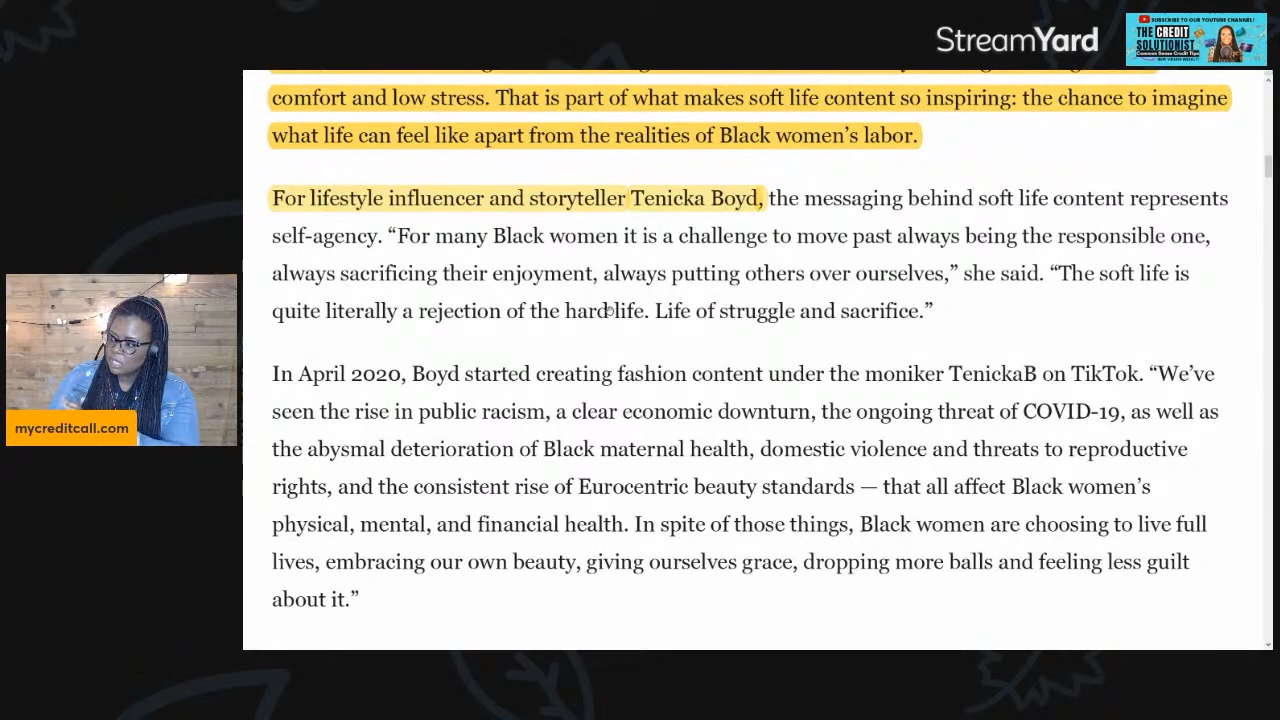 StreamYard
SUBSCRIBE TO OUR YOUTUBE CHANNEL!
THE CREDIT
SOLUTIONIST
Common Sense Credit Tips
comfort and low stress. That is part of what makes soft life content so inspiring: the chance to imagine
what life can feel like apart from the realities of Black women’s labor.
For lifestyle influencer and storyteller Tenicka Boyd, the messaging behind soft life content represents
self-agency. “For many Black women it is a challenge to move past always being the responsible one,
always sacrificing their enjoyment, always putting others over ourselves,” she said. “The soft life is
quite literally a rejection of the hard life. Life of struggle and sacrifice.”
In April 2020, Boyd started creating fashion content under the moniker TenickaB on TikTok. “We’ve
seen the rise in public racism, a clear economic downturn, the ongoing threat of COVID-19, as well as
the abysmal deterioration of Black maternal health, domestic violence and threats to reproductive
rights, and the consistent rise of Eurocentric beauty standards — that all affect Black women’s
physical, mental, and financial health. In spite of those things, Black women are choosing to live full
lives, embracing our own beauty, giving ourselves grace, dropping more balls and feeling less guilt
about it.”
mycreditcall.com